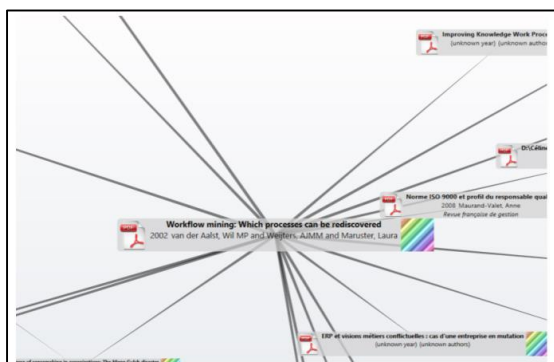 Improving Knowledge Work Proce
(unknown year) (unknown author
D:\Célin
Norme ISO 9000 et profil du responsable qual
2008 Maurand-Valet, Anne
Revue française de gestion
Workflow mining: Which processes can be rediscovered
2002 van der Aalst, Wil MP and Weijters, AJMM and Maruster, Laura
ERP et visions métiers conflictuelles : cas d'une entreprise en mutation
(unknown year) (unknown authors)